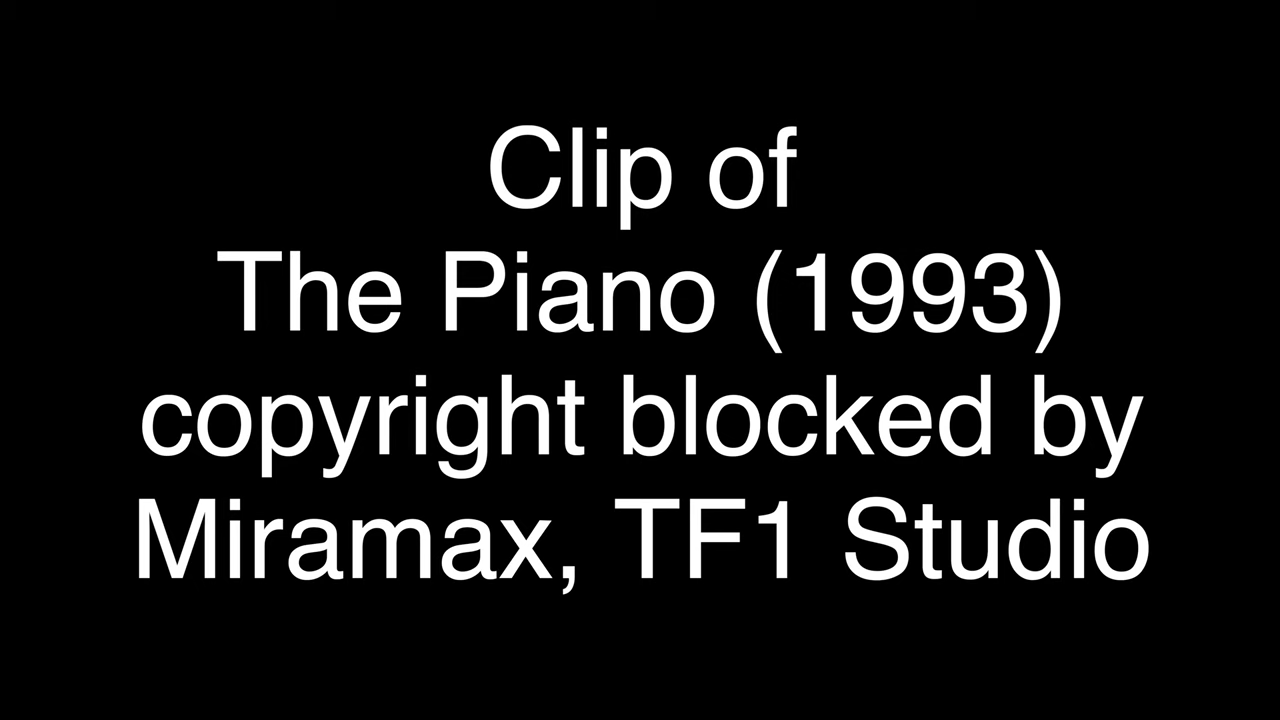 Clip of
The Piano (1993)
copyright blocked by
Miramax, TF1 Studio